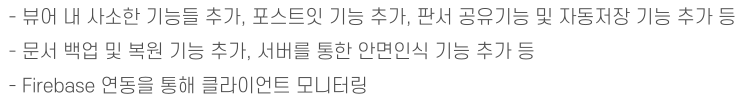 - 뷰어 내 사소한 기능들 추가, 포스트잇 기능 추가, 판서 공유기능 및 자동저장 기능 추가 등
- 문서 백업 및 복원 기능 추가, 서버를 통한 안면인식 기능 추가 등
- Firebase 연동을 통해 클라이언트 모니터링